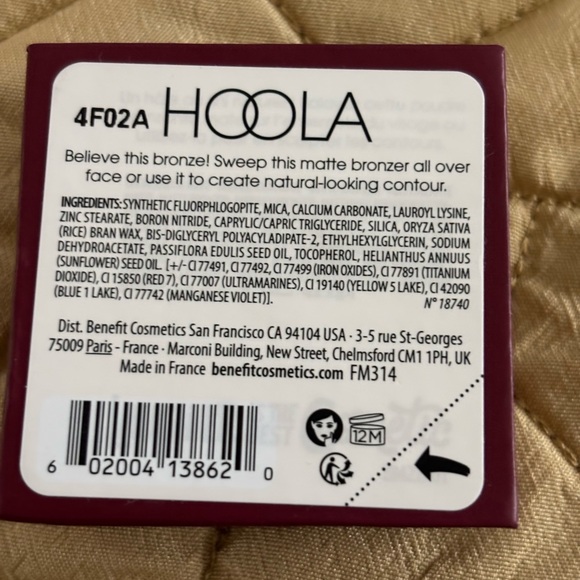 4F02A HOOLA
Believe this bronze! Sweep this matte bronzer all over
face or use it to create natural-looking contour.
INGREDIENTS: SYNTHETIC FLUORPHLOGOPITE, MICA, CALCIUM CARBONATE, LAUROYL LYSINE,
ZINC STEARATE, BORON NITRIDE, CAPRYLIC/CAPRIC TRIGLYCERIDE, SILICA, ORYZA SATIVA
(RICE) BRAN WAX, BIS-DIGLYCERYL POLYACYLADIPATE-2, ETHYLHEXYLGLYCERIN, SODIUM
DEHYDROACETATE, PASSIFLORA EDULIS SEED OIL, TOCOPHEROL, HELIANTHUS ANNUUS
(SUNFLOWER) SEED OIL. [+/- CI 77491, CI 77492, CI 77499 (IRON OXIDES), CI 77891 (TITANIUM
DIOXIDE), CI 15850 (RED 7), CI 77007 (ULTRAMARINES), CI 19140 (YELLOW 5 LAKE), CI 42090
(BLUE 1 LAKE), CI 77742 (MANGANESE VIOLET)]. N° 18740
Dist. Benefit Cosmetics San Francisco CA 94104 USA · 3-5 rue St-Georges
75009 Paris - France · Marconi Building, New Street, Chelmsford CM1 1PH, UK
Made in France benefitcosmetics.com FM314
12M
6 02004 13862 0